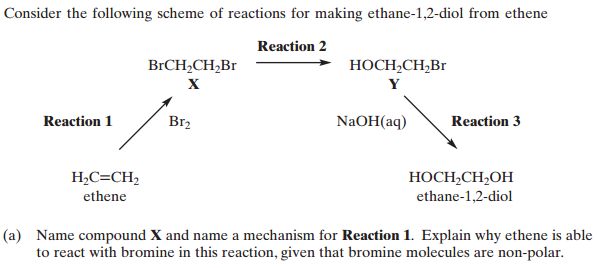 Consider the following scheme of reactions for making ethane-1,2-diol from ethene
Reaction 2
BrCH₂CH₂Br HOCH₂CH₂Br
X Y
Reaction 1 Br₂ NaOH(aq) Reaction 3
H₂C=CH₂ HOCH₂CH₂OH
ethene ethane-1,2-diol
(a) Name compound X and name a mechanism for Reaction 1. Explain why ethene is able
to react with bromine in this reaction, given that bromine molecules are non-polar.